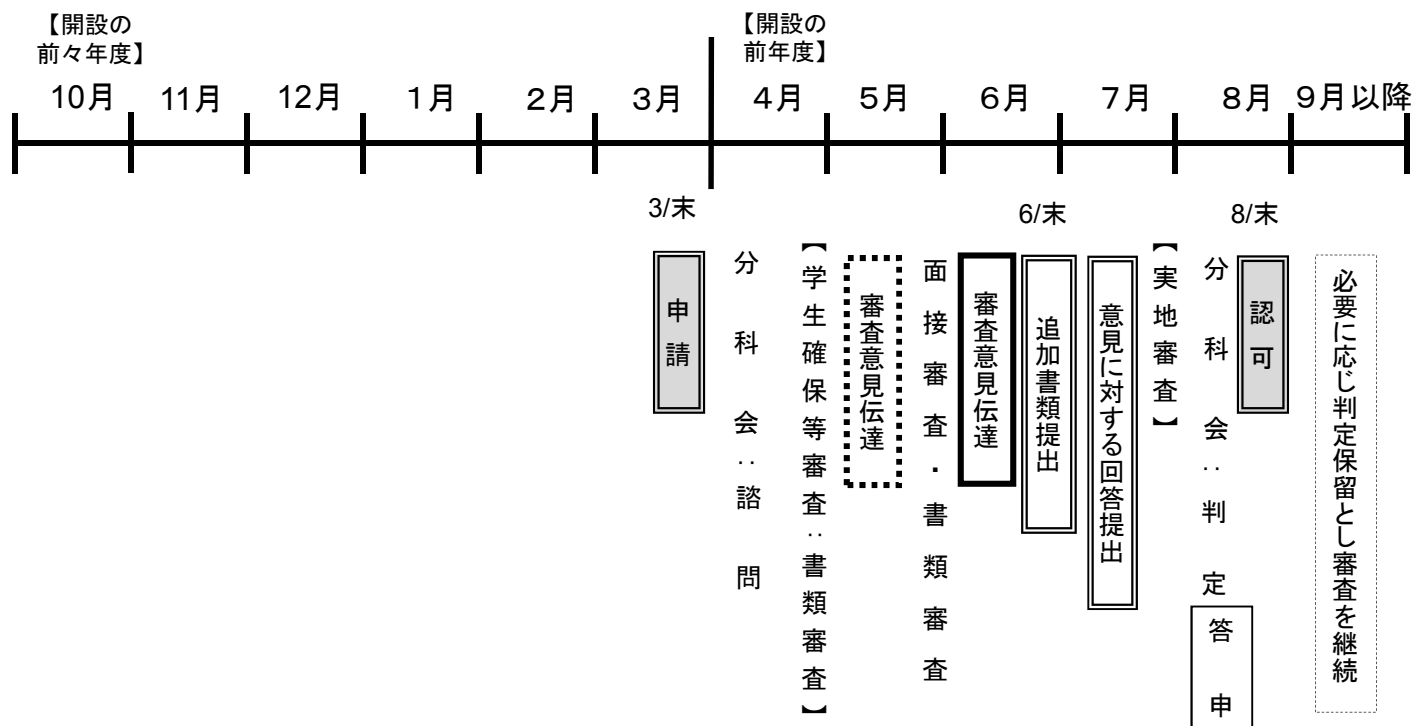 【開設の
前々年度】
【開設の
前年度】
10月 11月 12月 1月 2月 3月 4月 5月 6月 7月 8月 9月以降
3/末
6/末
8/末
申請
分科会:諮問
【学生確保等審査:書類審査】
審査意見伝達
面接審査・書類審査
審査意見伝達
追加書類提出
意見に対する回答提出
【実地審査】
分科会:判定
答申
認可
必要に応じ判定保留とし審査を継続